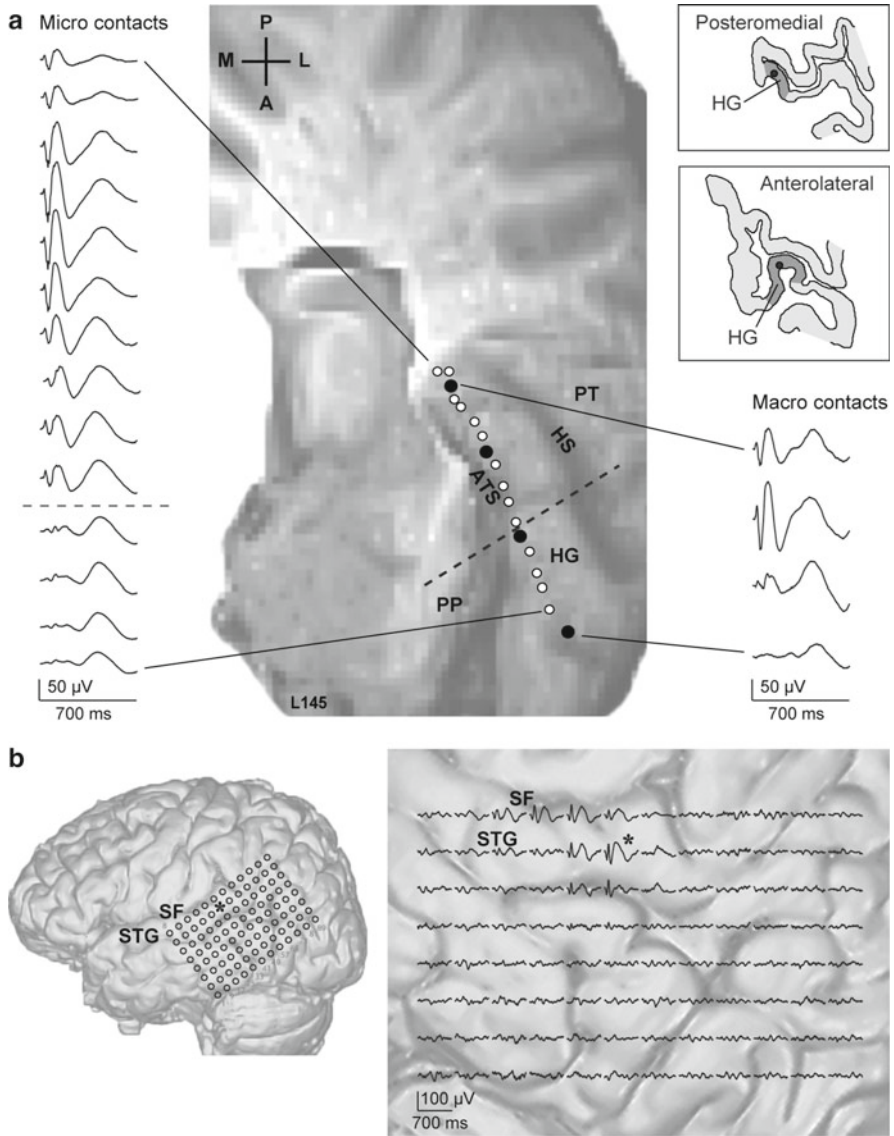 a
Micro contacts
P
M L
A
Posteromedial
HG
Anterolateral
HG
PT
HS
ATS
HG
PP
Macro contacts
50 µV
700 ms
L145
50 µV
700 ms
b
SF
STG
SF
STG
*
*
100 µV
700 ms